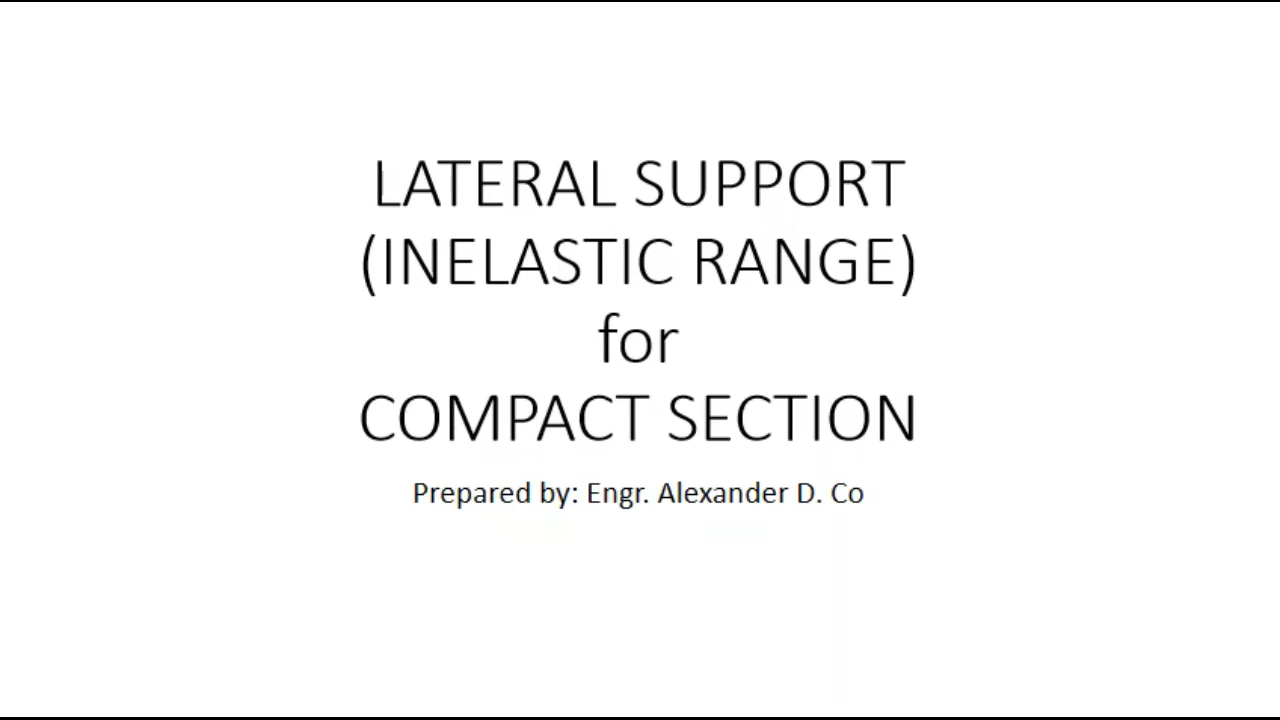 LATERAL SUPPORT
(INELASTIC RANGE)
for
COMPACT SECTION
Prepared by: Engr. Alexander D. Co